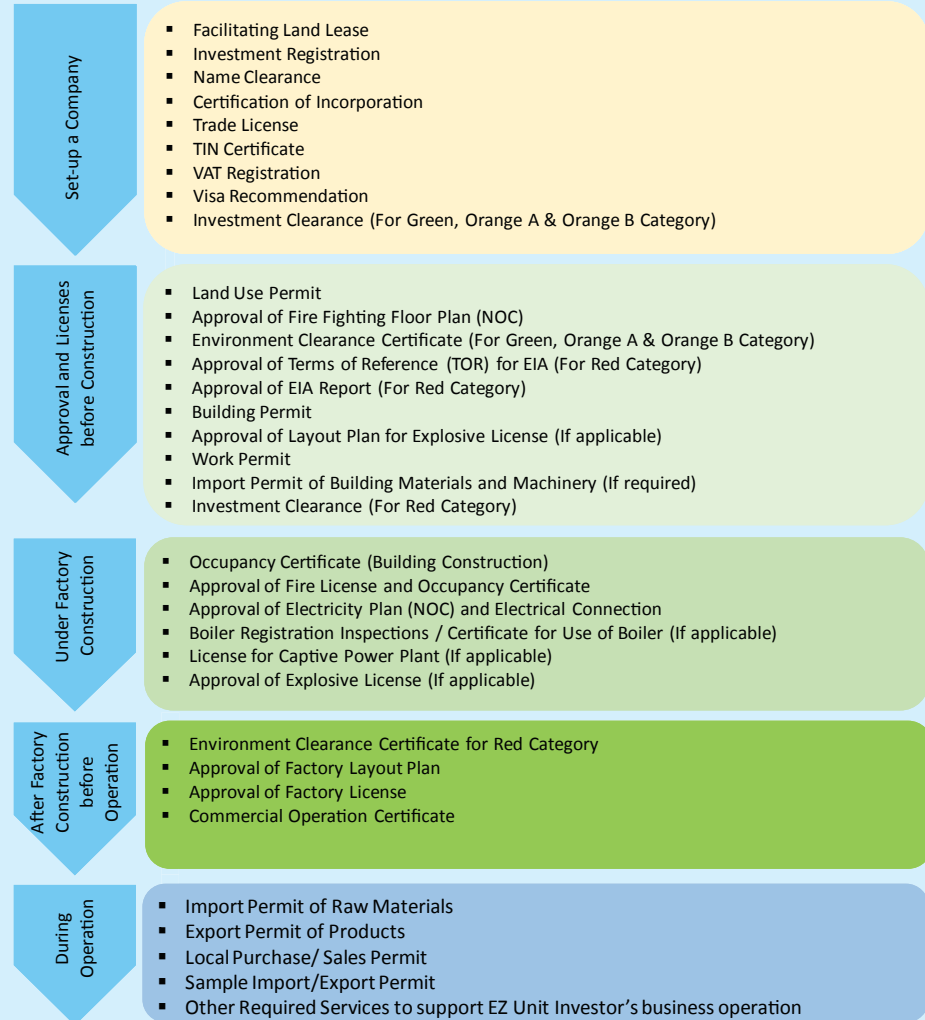 Set-up a Company
▪ Facilitating Land Lease
▪ Investment Registration
▪ Name Clearance
▪ Certification of Incorporation
▪ Trade License
▪ TIN Certificate
▪ VAT Registration
▪ Visa Recommendation
▪ Investment Clearance (For Green, Orange A & Orange B Category)
Approval and Licenses
before Construction
▪ Land Use Permit
▪ Approval of Fire Fighting Floor Plan (NOC)
▪ Environment Clearance Certificate (For Green, Orange A & Orange B Category)
▪ Approval of Terms of Reference (TOR) for EIA (For Red Category)
▪ Approval of EIA Report (For Red Category)
▪ Building Permit
▪ Approval of Layout Plan for Explosive License (If applicable)
▪ Work Permit
▪ Import Permit of Building Materials and Machinery (If required)
▪ Investment Clearance (For Red Category)
Under Factory
Construction
▪ Occupancy Certificate (Building Construction)
▪ Approval of Fire License and Occupancy Certificate
▪ Approval of Electricity Plan (NOC) and Electrical Connection
▪ Boiler Registration Inspections / Certificate for Use of Boiler (If applicable)
▪ License for Captive Power Plant (If applicable)
▪ Approval of Explosive License (If applicable)
After Factory
Construction
before
Operation
▪ Environment Clearance Certificate for Red Category
▪ Approval of Factory Layout Plan
▪ Approval of Factory License
▪ Commercial Operation Certificate
During
Operation
▪ Import Permit of Raw Materials
▪ Export Permit of Products
▪ Local Purchase/ Sales Permit
▪ Sample Import/Export Permit
▪ Other Required Services to support EZ Unit Investor’s business operation